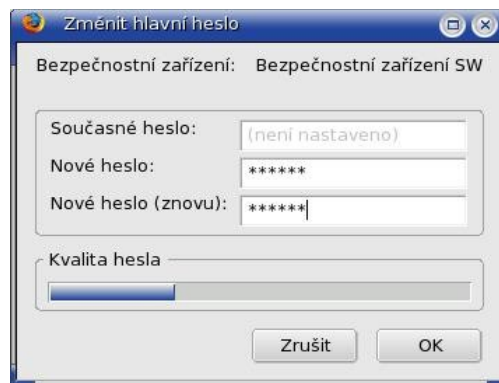 Změnit hlavní heslo
Bezpečnostní zařízení: Bezpečnostní zařízení SW
Současné heslo: (není nastaveno)
Nové heslo: ******
Nové heslo (znovu): ******
Kvalita hesla
Zrušit OK